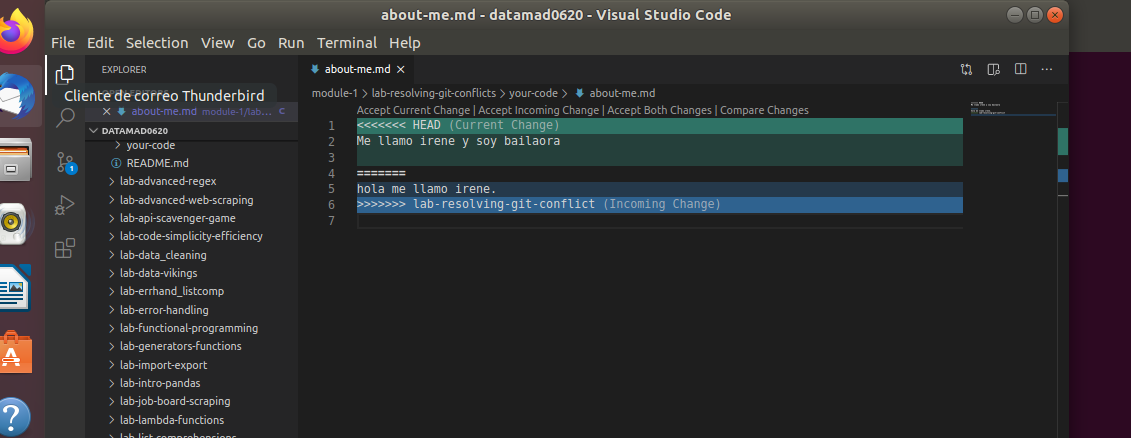 about-me.md - datamad0620 - Visual Studio Code
File Edit Selection View Go Run Terminal Help
EXPLORER
about-me.md
Cliente de correo Thunderbird
about-me.md module-1/lab... C
DATAMAD0620
your-code
README.md
lab-advanced-regex
lab-advanced-web-scraping
lab-api-scavenger-game
lab-code-simplicity-efficiency
lab-data_cleaning
lab-data-vikings
lab-errhand_listcomp
lab-error-handling
lab-functional-programming
lab-generators-functions
lab-import-export
lab-intro-pandas
lab-job-board-scraping
lab-lambda-functions
lab-list-comprehensions
1
module-1 > lab-resolving-git-conflicts > your-code > about-me.md
Accept Current Change | Accept Incoming Change | Accept Both Changes | Compare Changes
1 <<<<<<< HEAD (Current Change)
2 Me llamo irene y soy bailaora
3
4 =======
5 hola me llamo irene.
6 >>>>>>> lab-resolving-git-conflict (Incoming Change)
7